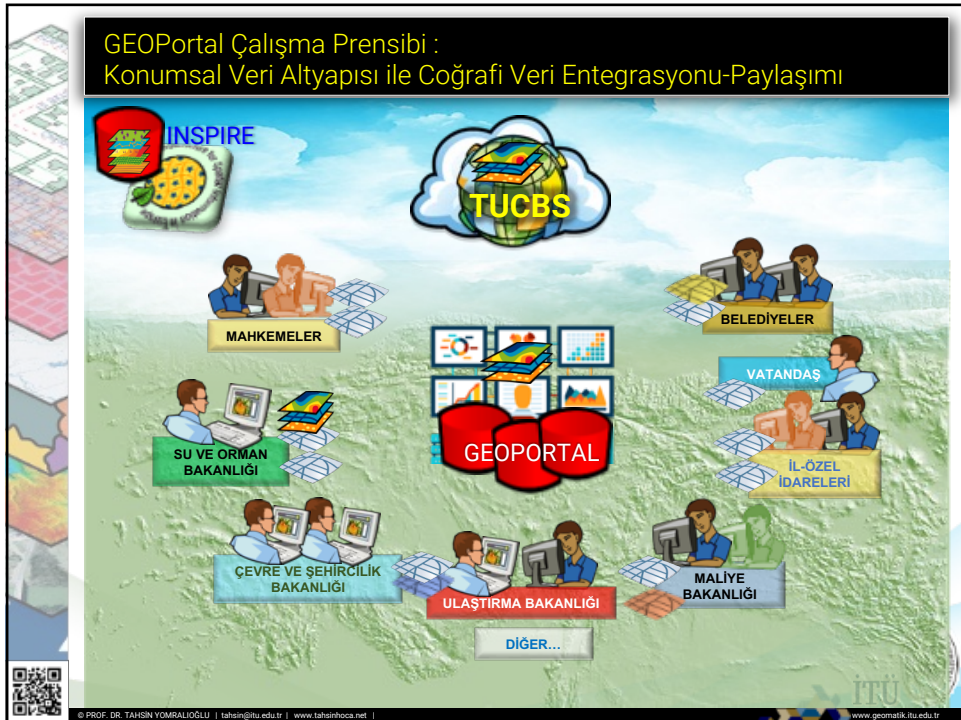 GEOPortal Çalışma Prensibi :
Konumsal Veri Altyapısı ile Coğrafi Veri Entegrasyonu-Paylaşımı
INSPIRE
TUCBS
MAHKEMELER
BELEDİYELER
VATANDAŞ
GEOPORTAL
SU VE ORMAN
BAKANLIĞI
İL-ÖZEL
İDARELERİ
ÇEVRE VE ŞEHİRCİLİK
BAKANLIĞI
ULAŞTIRMA BAKANLIĞI
MALİYE
BAKANLIĞI
DİĞER...
İTÜ
© PROF. DR. TAHSİN YOMRALIOĞLU | tahsin@itu.edu.tr | www.tahsinhoca.net |
www.geomatik.itu.edu.tr